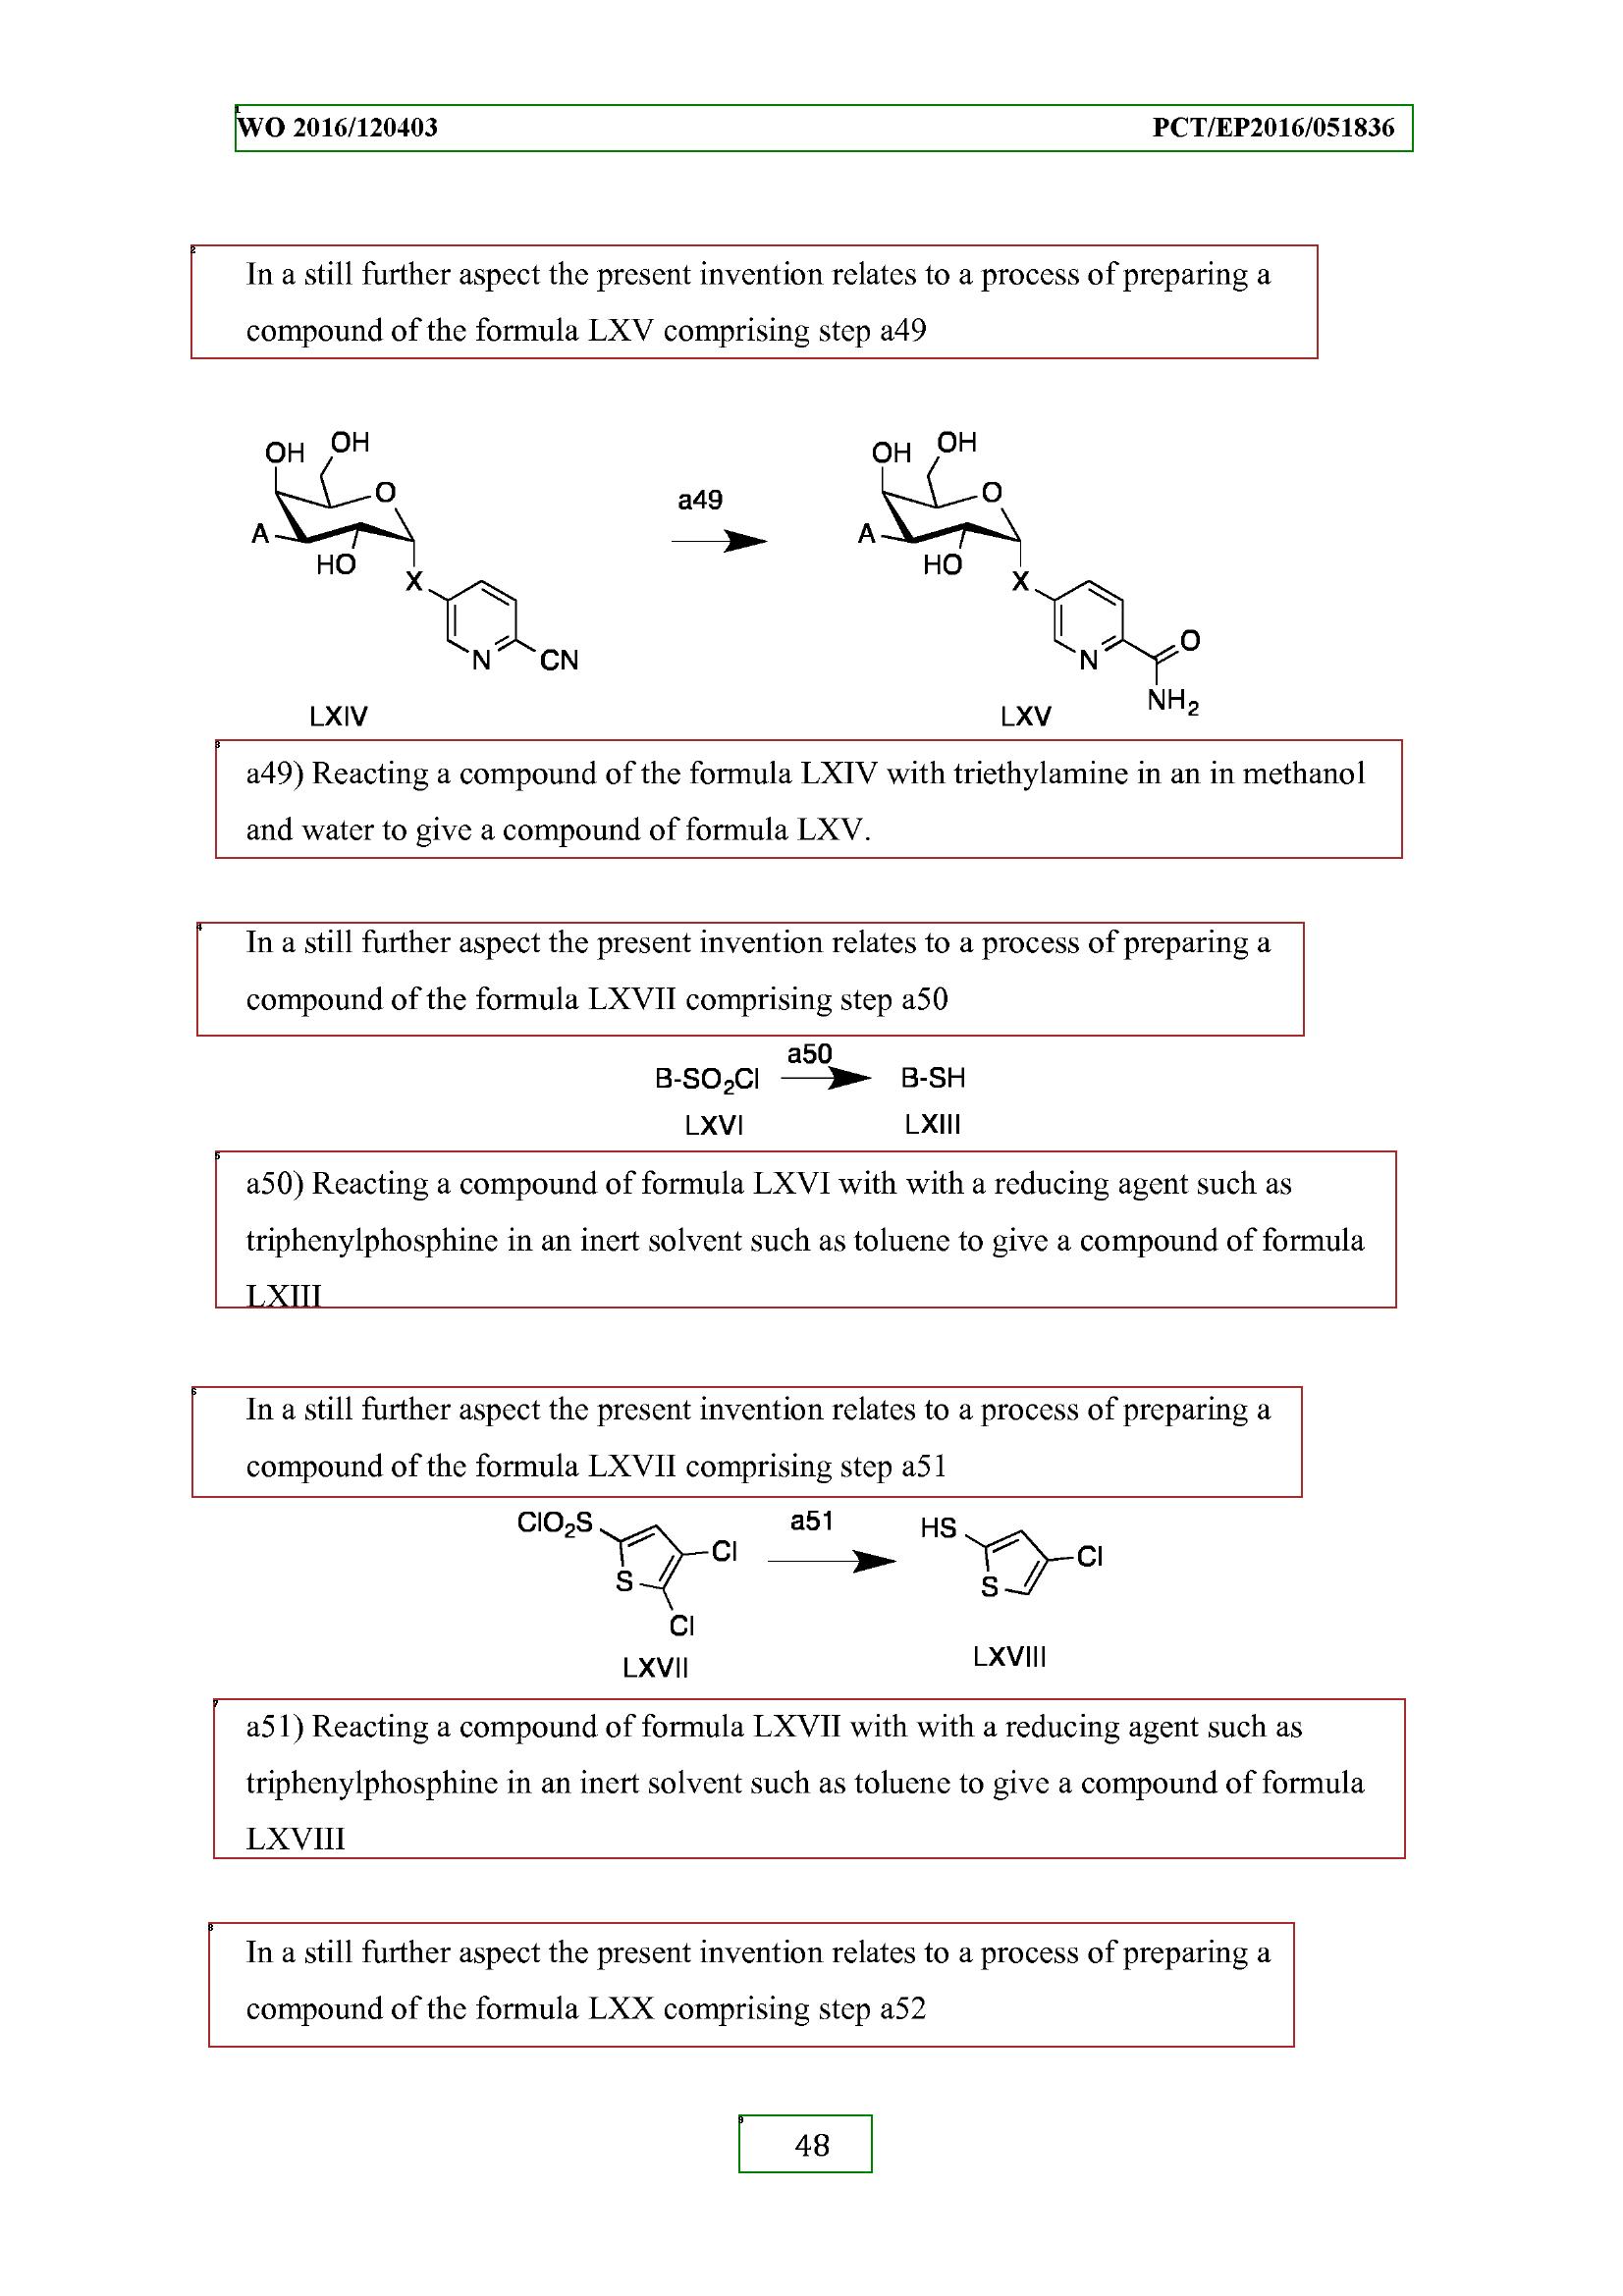 WO 2016/120403 PCT/EP2016/051836
In a still further aspect the present invention relates to a process of preparing a
compound of the formula LXV comprising step a49
OH OH OH OH
O a49 O
A HO A HO
X X
N CN N O
NH2
LXIV LXV
a49) Reacting a compound of the formula LXIV with triethylamine in an in methanol
and water to give a compound of formula LXV.
In a still further aspect the present invention relates to a process of preparing a
compound of the formula LXVII comprising step a50
a50
B-SO2Cl B-SH
LXVI LXIII
a50) Reacting a compound of formula LXVI with with a reducing agent such as
triphenylphosphine in an inert solvent such as toluene to give a compound of formula
LXIII
In a still further aspect the present invention relates to a process of preparing a
compound of the formula LXVII comprising step a51
ClO2S a51 HS
Cl Cl
S S
Cl
LXVII LXVIII
a51) Reacting a compound of formula LXVII with with a reducing agent such as
triphenylphosphine in an inert solvent such as toluene to give a compound of formula
LXVIII
In a still further aspect the present invention relates to a process of preparing a
compound of the formula LXX comprising step a52
48